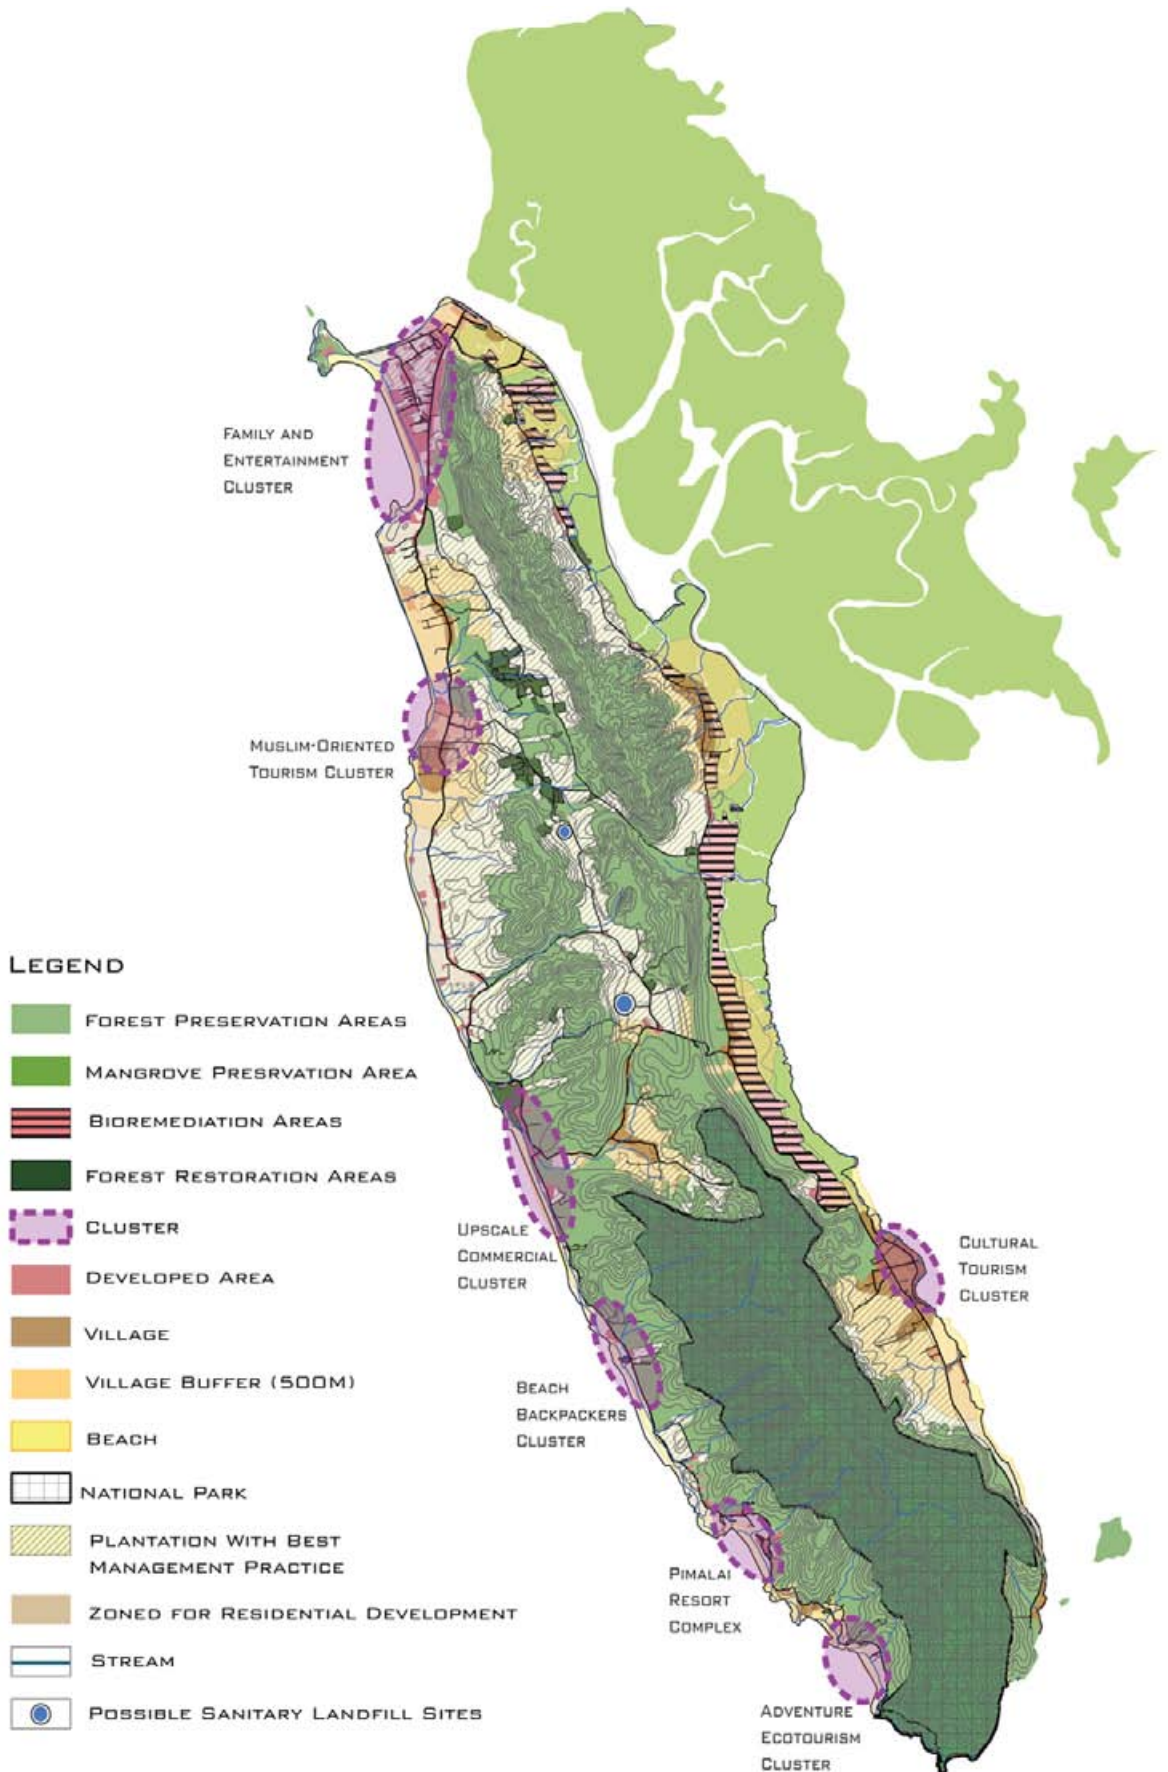 FAMILY AND
ENTERTAINMENT
CLUSTER
MUSLIM-ORIENTED
TOURISM CLUSTER
LEGEND
FOREST PRESERVATION AREAS
MANGROVE PRESRVATION AREA
BIOREMEDIATION AREAS
FOREST RESTORATION AREAS
CLUSTER
DEVELOPED AREA
VILLAGE
VILLAGE BUFFER (500M)
BEACH
NATIONAL PARK
PLANTATION WITH BEST
MANAGEMENT PRACTICE
ZONED FOR RESIDENTIAL DEVELOPMENT
STREAM
POSSIBLE SANITARY LANDFILL SITES
UPSCALE
COMMERCIAL
CLUSTER
CULTURAL
TOURISM
CLUSTER
BEACH
BACKPACKERS
CLUSTER
PIMALAI
RESORT
COMPLEX
ADVENTURE
ECOTOURISM
CLUSTER